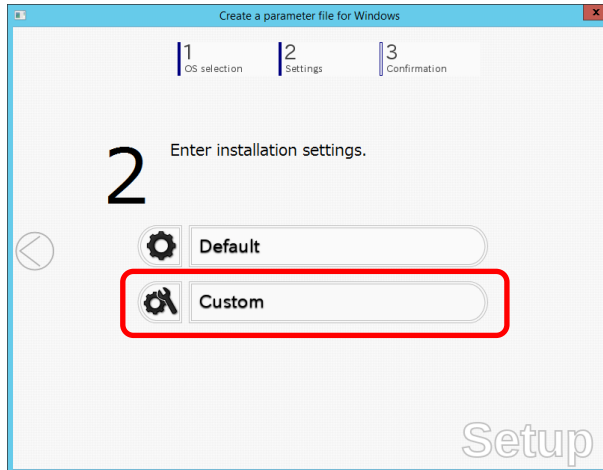 Create a parameter file for Windows
x
1
OS selection
2
Settings
3
Confirmation
2
Enter installation settings.
Default
Custom
Setup